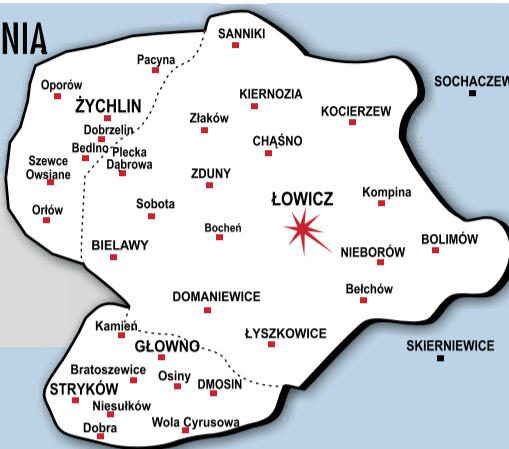 NIA
SANNIKI
Pacyna
Oporów
SOCHACZEW
ŻYCHLIN
KIERNOZIA
KOCIERZEW
Złaków
Dobrzelin
Bedlno
Plecka
Dąbrowa
CHĄŚNO
Szewce
Owsiane
ZDUNY
ŁOWICZ
Kompina
Orłów
Sobota
Bocheń
BIELAWY
NIEBORÓW
BOLIMÓW
DOMANIEWICE
Bełchów
Kamień
GŁOWNO
ŁYSZKOWICE
SKIERNIEWICE
Bratoszewice
Osiny
DMOSIN
STRYKÓW
Niesułków
Dobra
Wola Cyrusowa